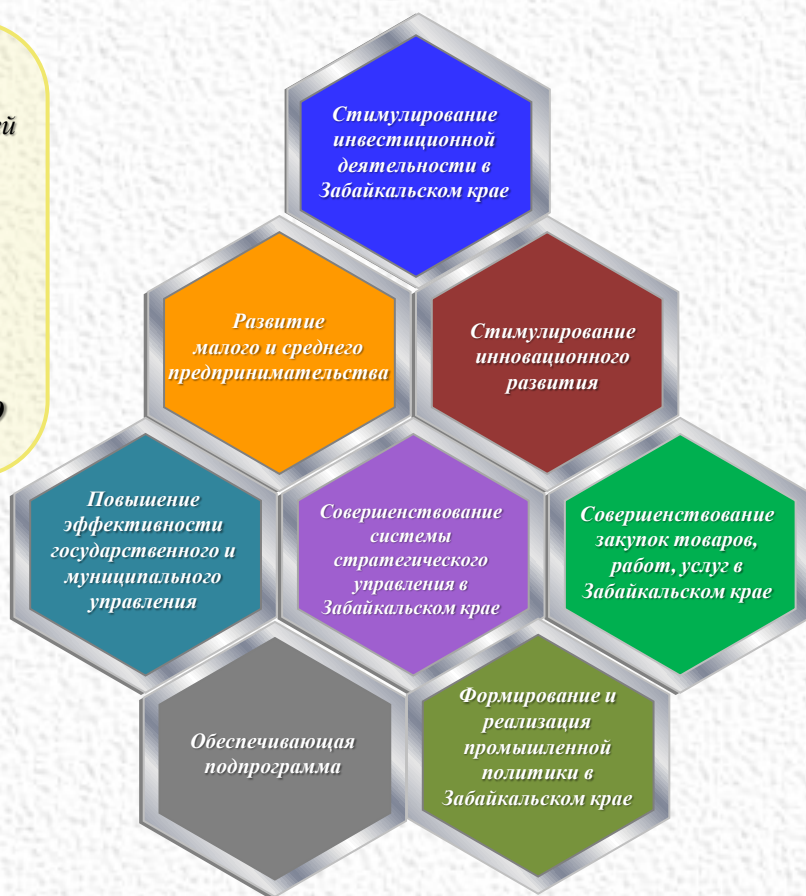 Стимулирование
инвестиционной
деятельности в
Забайкальском крае
Развитие
малого и среднего
предпринимательства
Стимулирование
инновационного
развития
Повышение
эффективности
государственного и
муниципального
управления
Совершенствование
системы
стратегического
управления в
Забайкальском крае
Совершенствование
закупок товаров,
работ, услуг в
Забайкальском крае
Обеспечивающая
подпрограмма
Формирование и
реализация
промышленной
политики в
Забайкальском крае